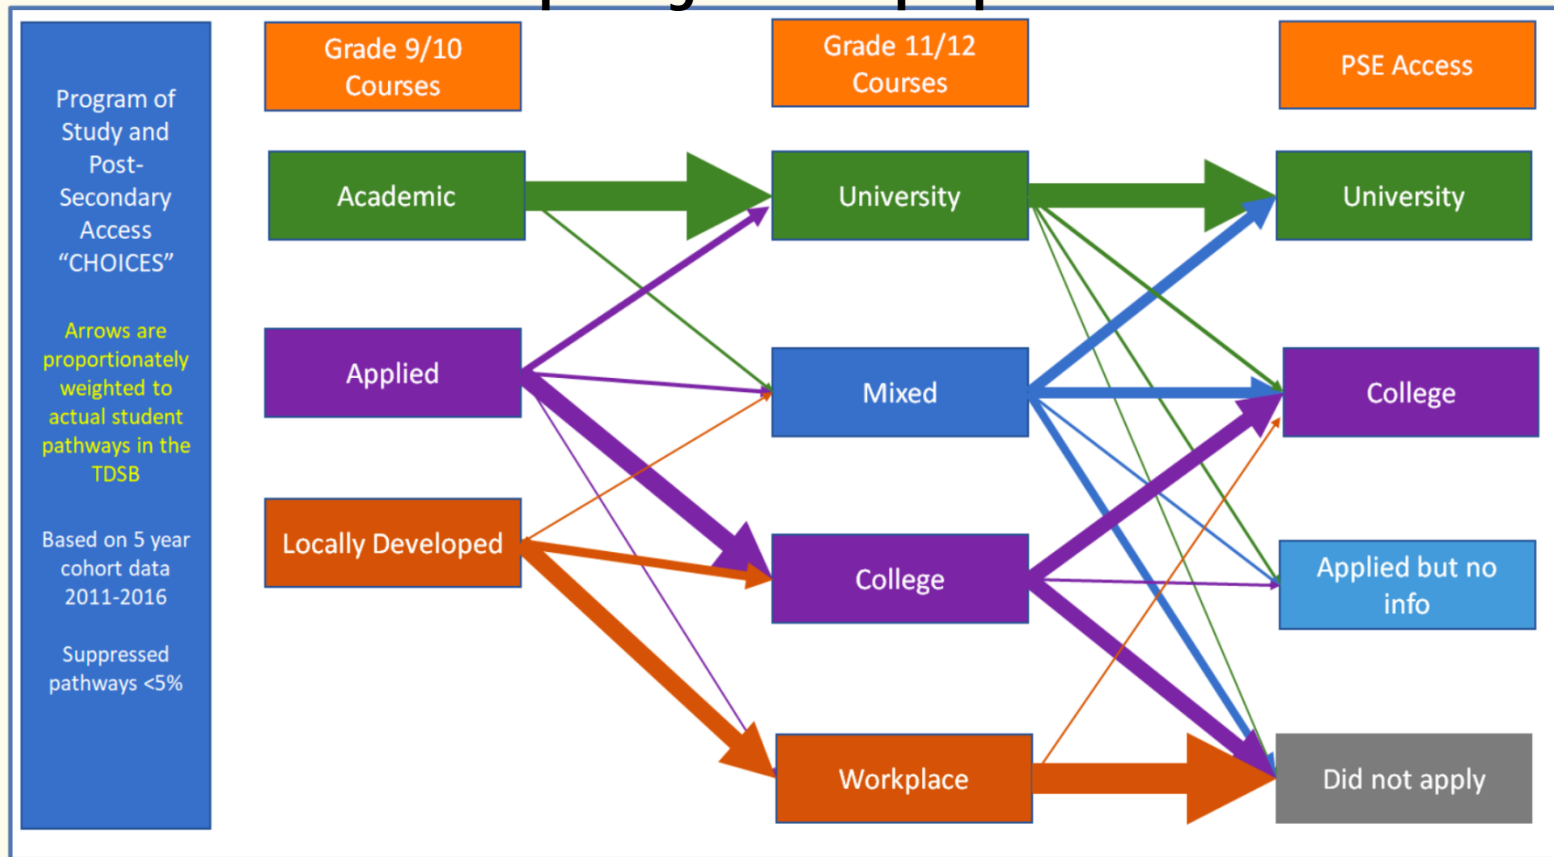 Program of
Study and
Post-
Secondary
Access
“CHOICES”
Arrows are
proportionately
weighted to
actual student
pathways in the
TDSB
Based on 5 year
cohort data
2011-2016
Suppressed
pathways <5%
Grade 9/10
Courses
Academic
Applied
Locally Developed
Grade 11/12
Courses
University
Mixed
College
Workplace
PSE Access
University
College
Applied but no
info
Did not apply